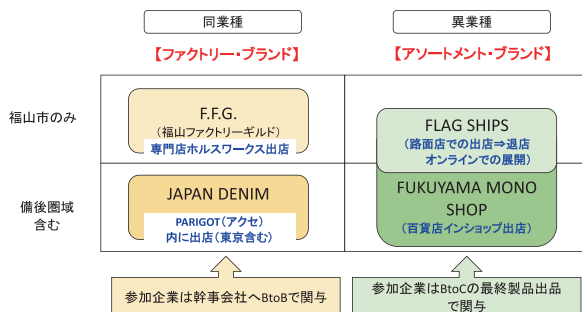 同業種
異業種
【ファクトリー・ブランド】
【アソートメント・ブランド】
福山市のみ
F.F.G.
(福山ファクトリーギルド)
専門店ホルスワークス出店
FLAG SHIPS
(路面店での出店⇒退店
オンラインでの展開)
備後圏域
含む
JAPAN DENIM
PARIGOT(アクセ)
内に出店(東京含む)
FUKUYAMA MONO
SHOP
(百貨店インショップ出店)
参加企業は幹事会社へBtoBで関与
参加企業はBtoCの最終製品出品
で関与